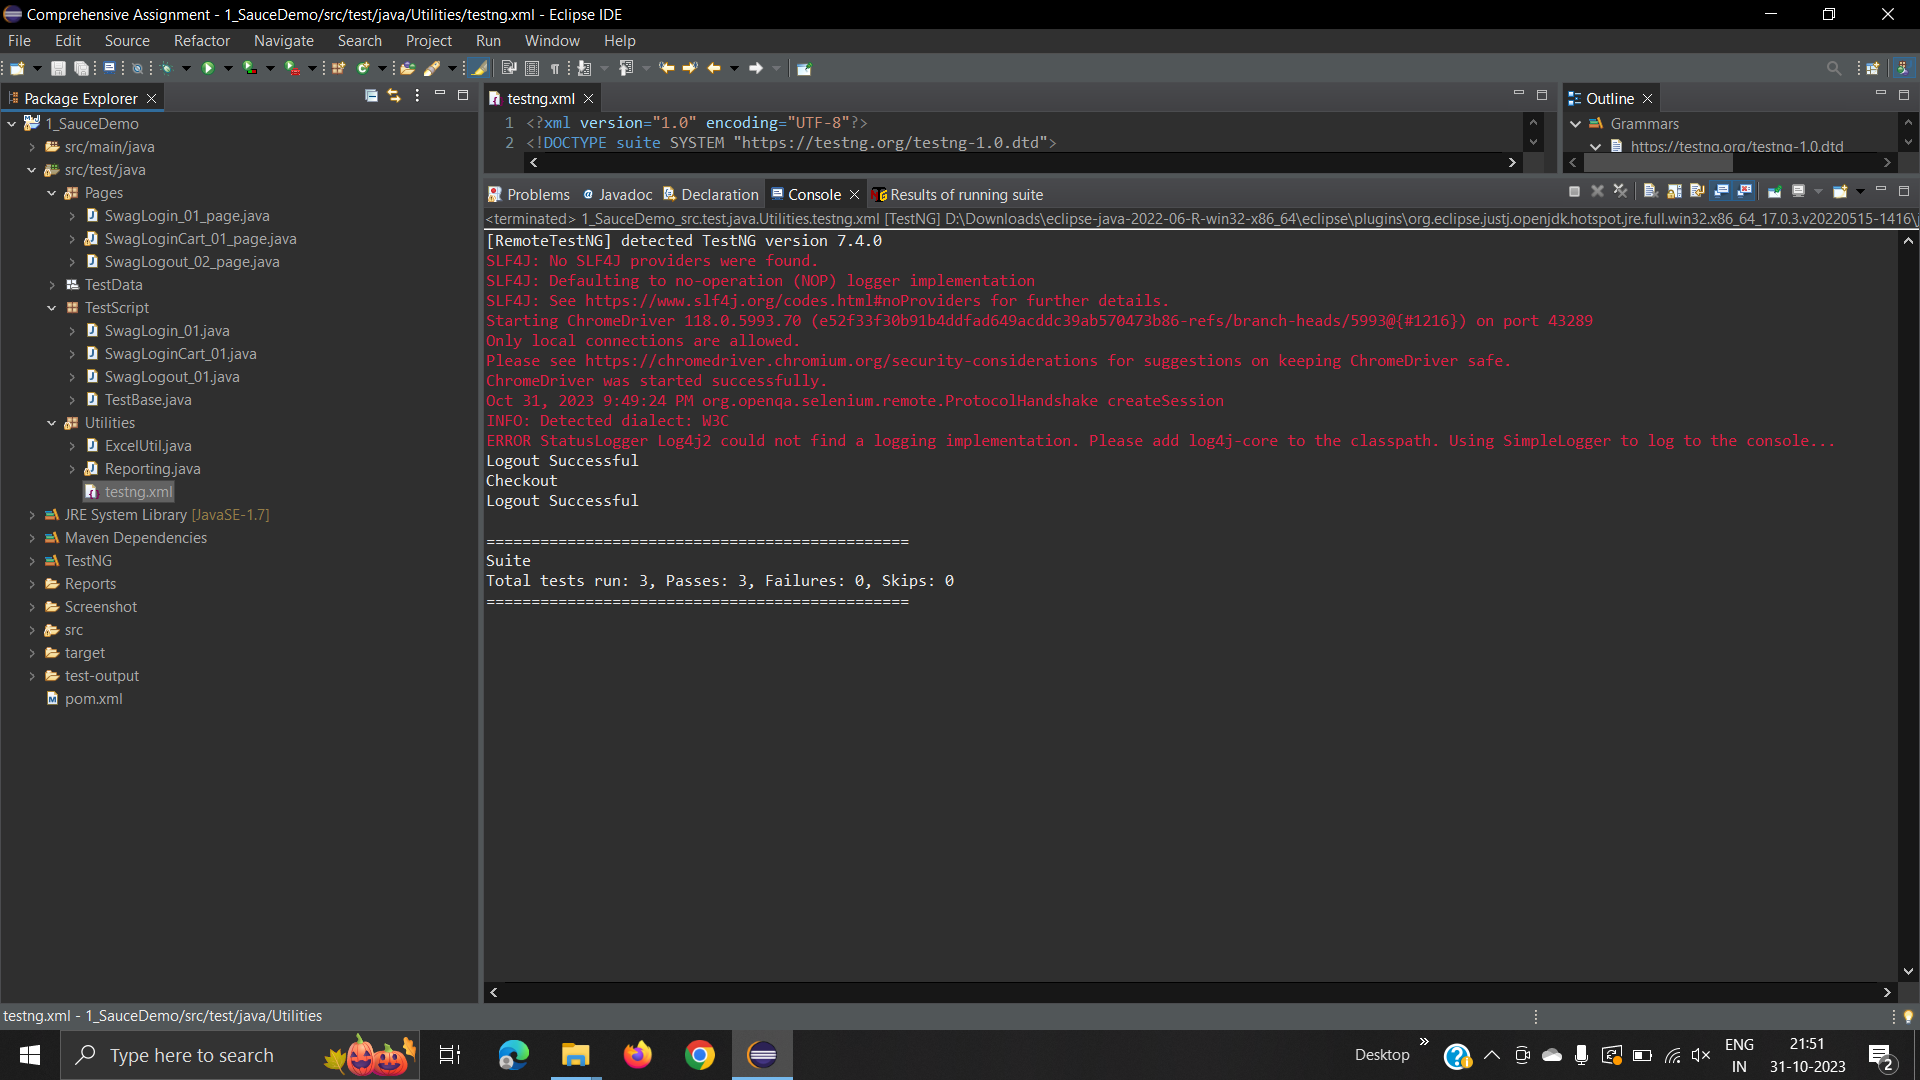 Comprehensive Assignment - 1_SauceDemo/src/test/java/Utilities/testng.xml - Eclipse IDE
File Edit Source Refactor Navigate Search Project Run Window Help
Package Explorer
1_SauceDemo
src/main/java
src/test/java
Pages
SwagLogin_01_page.java
SwagLoginCart_01_page.java
SwagLogout_02_page.java
TestData
TestScript
SwagLogin_01.java
SwagLoginCart_01.java
SwagLogout_01.java
TestBase.java
Utilities
ExcelUtil.java
Reporting.java
testng.xml
JRE System Library [JavaSE-1.7]
Maven Dependencies
TestNG
Reports
Screenshot
src
target
test-output
pom.xml
testng.xml
1 <?xml version="1.0" encoding="UTF-8"?>
2 <!DOCTYPE suite SYSTEM "https://testng.org/testng-1.0.dtd">
Outline
Grammars
https://testng.org/testng-1.0.dtd
Problems Javadoc Declaration Console Results of running suite
<terminated> 1_SauceDemo_src.test.java.Utilities.testng.xml [TestNG] D:\Downloads\eclipse-java-2022-06-R-win32-x86_64\eclipse\plugins\org.eclipse.justj.openjdk.hotspot.jre.full.win32.x86_64_17.0.3.v20220515-1416\j
[RemoteTestNG] detected TestNG version 7.4.0
SLF4J: No SLF4J providers were found.
SLF4J: Defaulting to no-operation (NOP) logger implementation
SLF4J: See https://www.slf4j.org/codes.html#noProviders for further details.
Starting ChromeDriver 118.0.5993.70 (e52f33f30b91b4ddfad649acddc39ab570473b86-refs/branch-heads/5993@{#1216}) on port 43289
Only local connections are allowed.
Please see https://chromedriver.chromium.org/security-considerations for suggestions on keeping ChromeDriver safe.
ChromeDriver was started successfully.
Oct 31, 2023 9:49:24 PM org.openqa.selenium.remote.ProtocolHandshake createSession
INFO: Detected dialect: W3C
ERROR StatusLogger Log4j2 could not find a logging implementation. Please add log4j-core to the classpath. Using SimpleLogger to log to the console...
Logout Successful
Checkout
Logout Successful
===============================================
Suite
Total tests run: 3, Passes: 3, Failures: 0, Skips: 0
===============================================
testng.xml - 1_SauceDemo/src/test/java/Utilities
Type here to search
Desktop
ENG
IN
21:51
31-10-2023
2